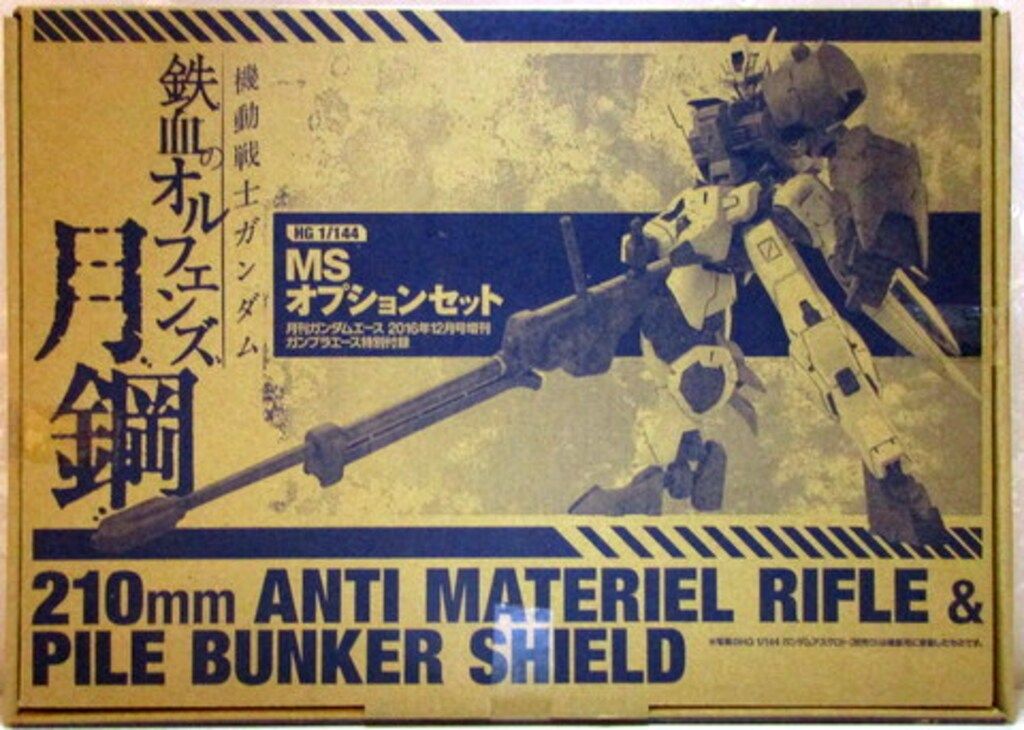 機動戦士ガンダム
鉄血のオルフェンズ
月鋼
HG 1/144
MS
オプションセット
月刊ガンダムエース 2016年12月号増刊
ガンプラエース特別付録
210mm ANTI MATERIEL RIFLE &
PILE BUNKER SHIELD